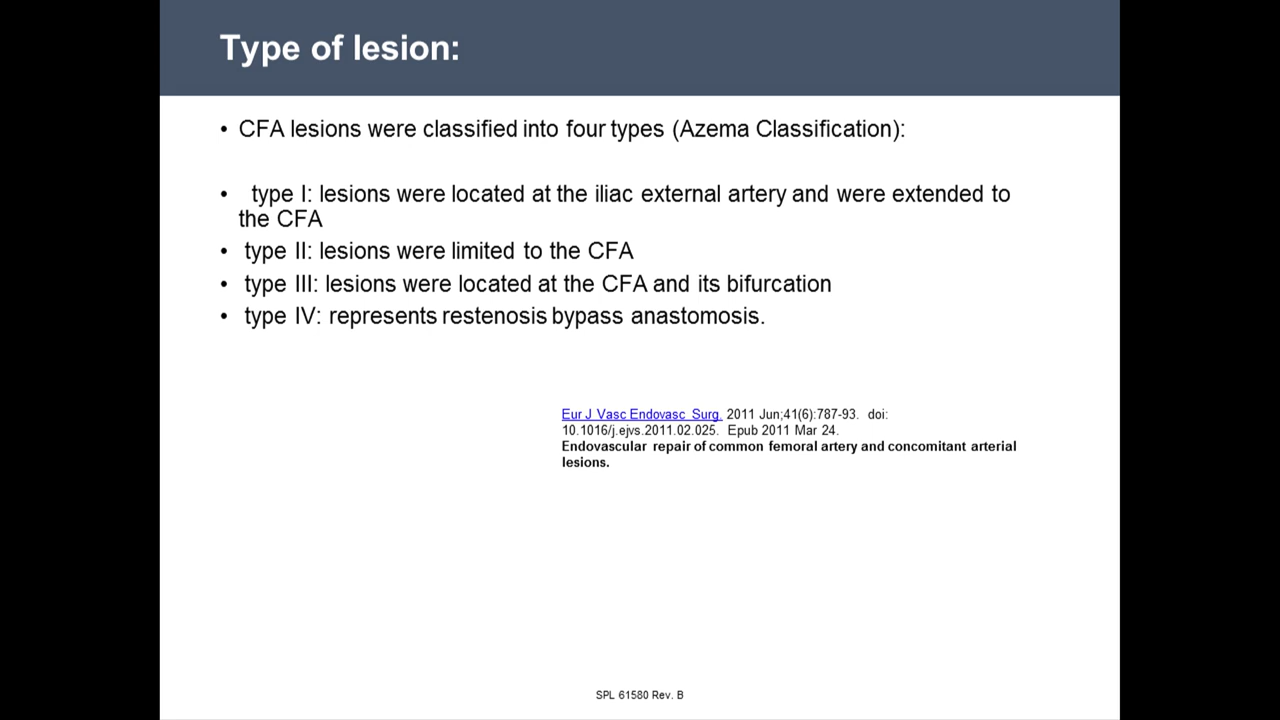 Type of lesion:
• CFA lesions were classified into four types (Azema Classification):
• type I: lesions were located at the iliac external artery and were extended to
the CFA
• type II: lesions were limited to the CFA
• type III: lesions were located at the CFA and its bifurcation
• type IV: represents restenosis bypass anastomosis.
Eur J Vasc Endovasc Surg. 2011 Jun;41(6):787-93. doi:
10.1016/j.ejvs.2011.02.025. Epub 2011 Mar 24.
Endovascular repair of common femoral artery and concomitant arterial
lesions.
SPL 61580 Rev. B